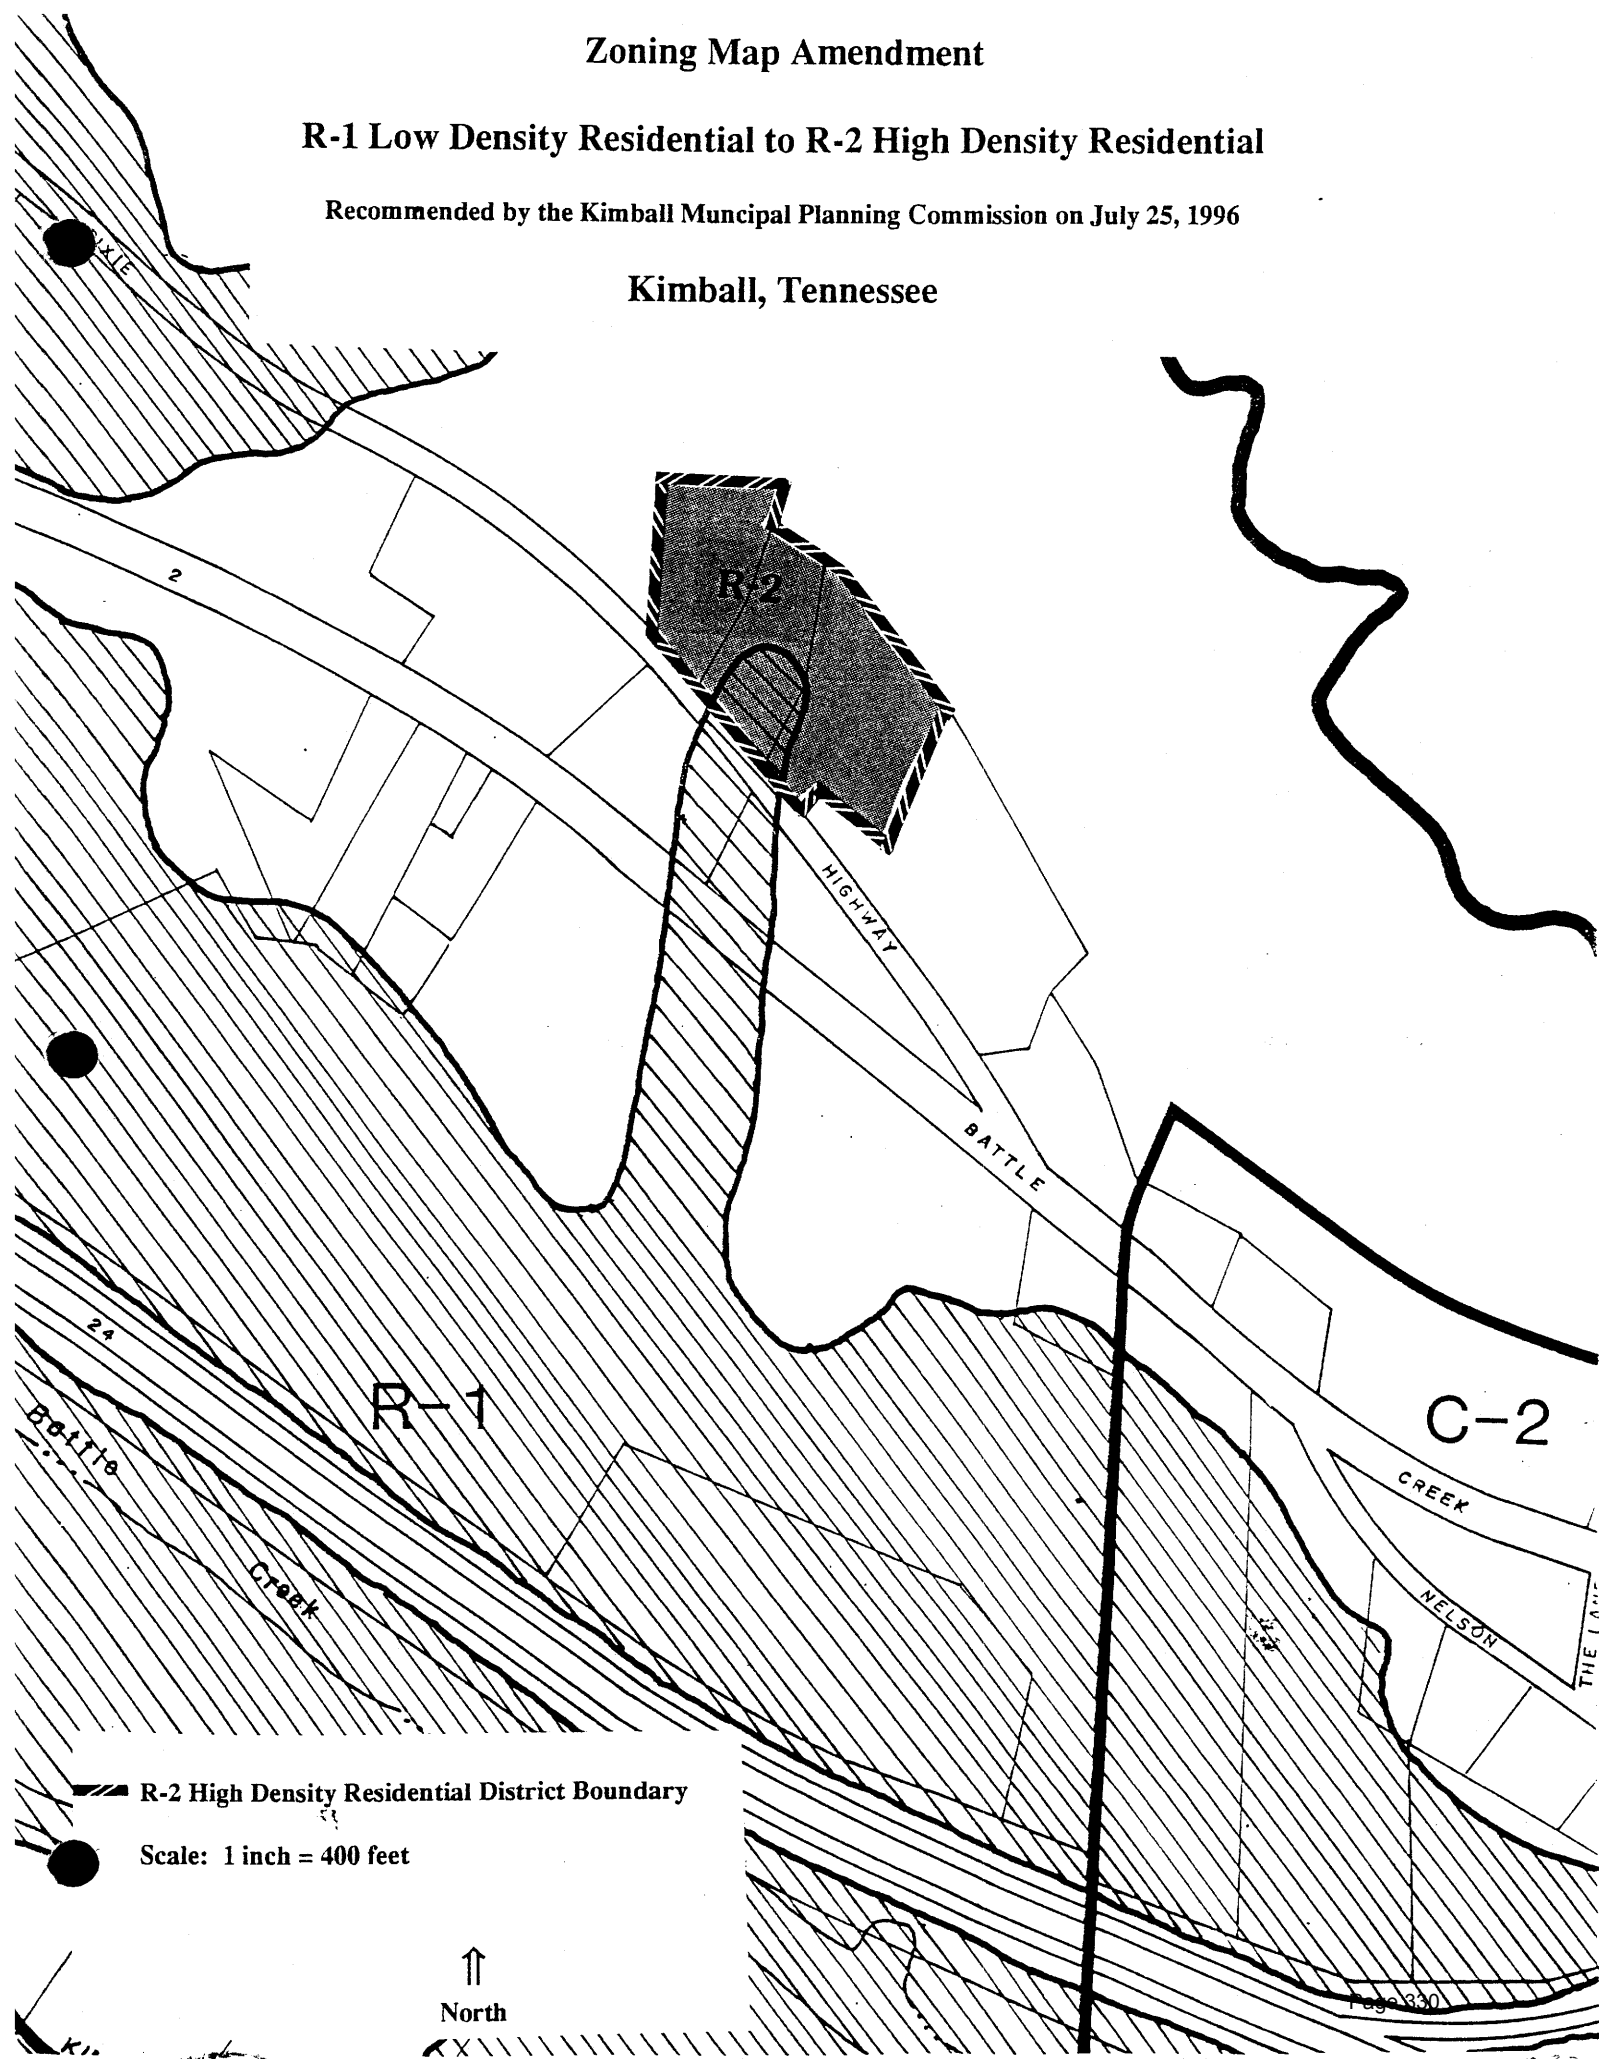 Zoning Map Amendment
R-1 Low Density Residential to R-2 High Density Residential
Recommended by the Kimball Muncipal Planning Commission on July 25, 1996
Kimball, Tennessee
2
R-2
HIGHWAY
BATTLE
24
R-1
C-2
Battle
CREEK
Creek
NELSON
THE LANE
R-2 High Density Residential District Boundary
Scale: 1 inch = 400 feet
North
Page 330